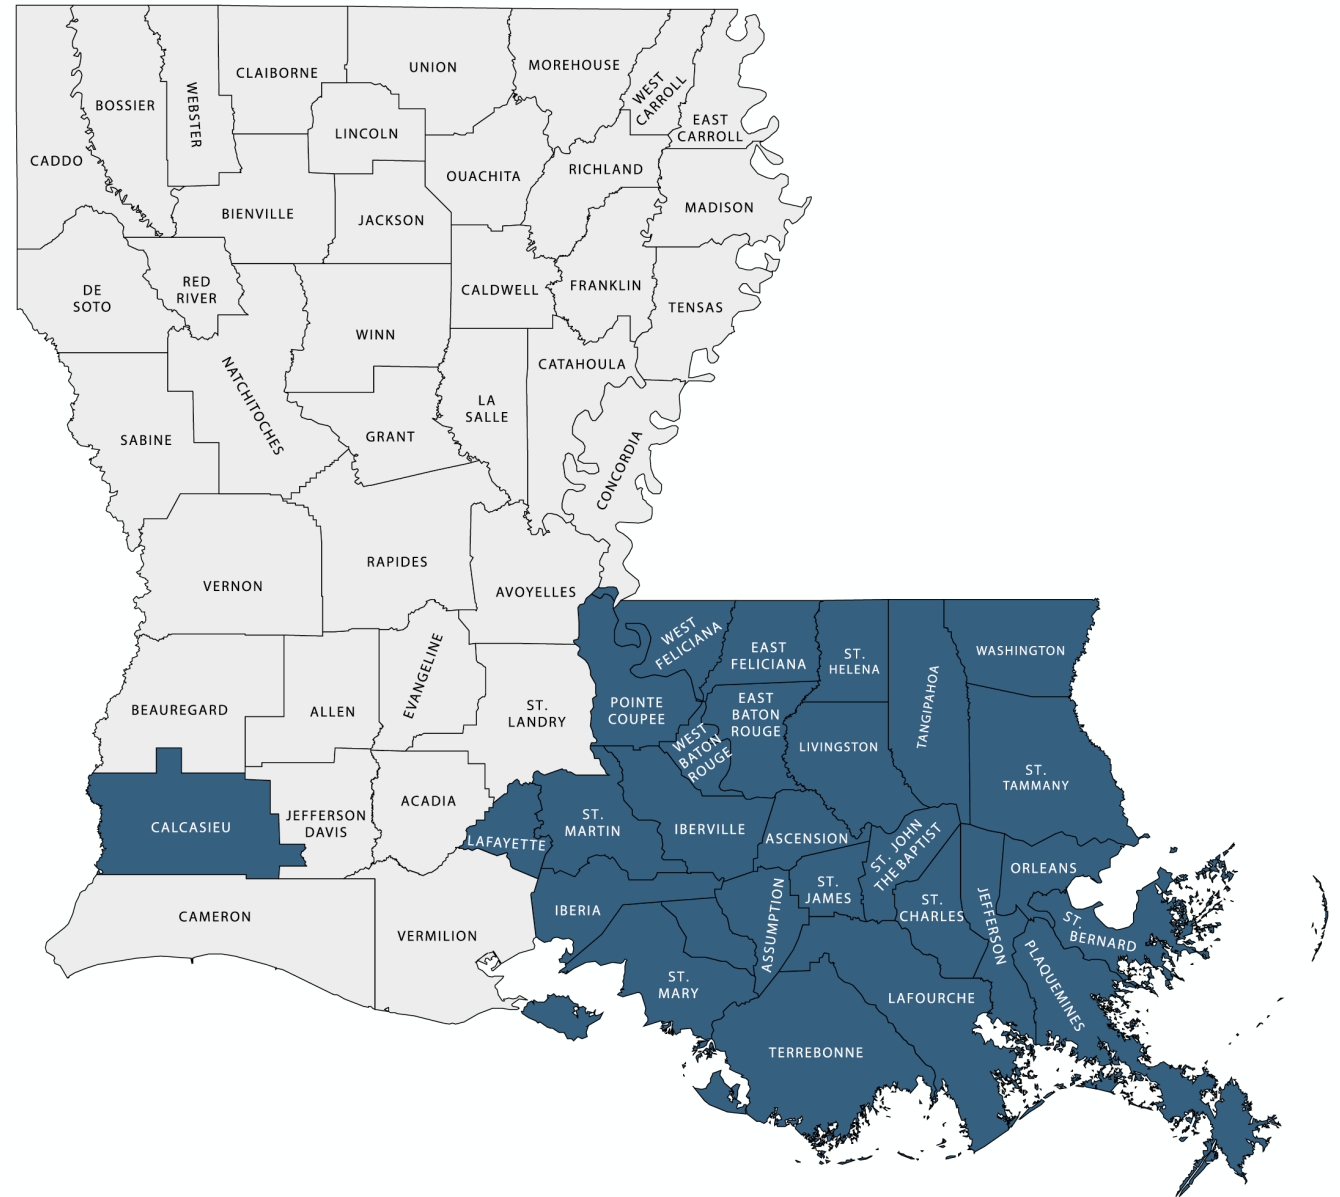 CLAIBORNE
UNION
MOREHOUSE
WEST
CARROLL
BOSSIER
WEBSTER
EAST
CARROLL
LINCOLN
CADDO
OUACHITA
RICHLAND
BIENVILLE
JACKSON
MADISON
DE
SOTO
RED
RIVER
CALDWELL
FRANKLIN
TENSAS
WINN
NATCHITOCHES
CATAHOULA
LA
SALLE
SABINE
GRANT
CONCORDIA
VERNON
RAPIDES
AVOYELLES
WEST
FELICIANA
EAST
FELICIANA
ST.
HELENA
WASHINGTON
BEAUREGARD
ALLEN
EVANGELINE
ST.
LANDRY
POINTE
COUPEE
EAST
BATON
ROUGE
WEST
BATON
ROUGE
LIVINGSTON
TANGIPAHOA
ST.
TAMMANY
CALCASIEU
JEFFERSON
DAVIS
ACADIA
LAFAYETTE
ST.
MARTIN
IBERVILLE
ASCENSION
ST. JOHN
THE BAPTIST
ORLEANS
CAMERON
VERMILION
IBERIA
ASSUMPTION
ST.
JAMES
ST.
CHARLES
JEFFERSON
ST.
BERNARD
PLAQUEMINES
ST.
MARY
LAFOURCHE
TERREBONNE